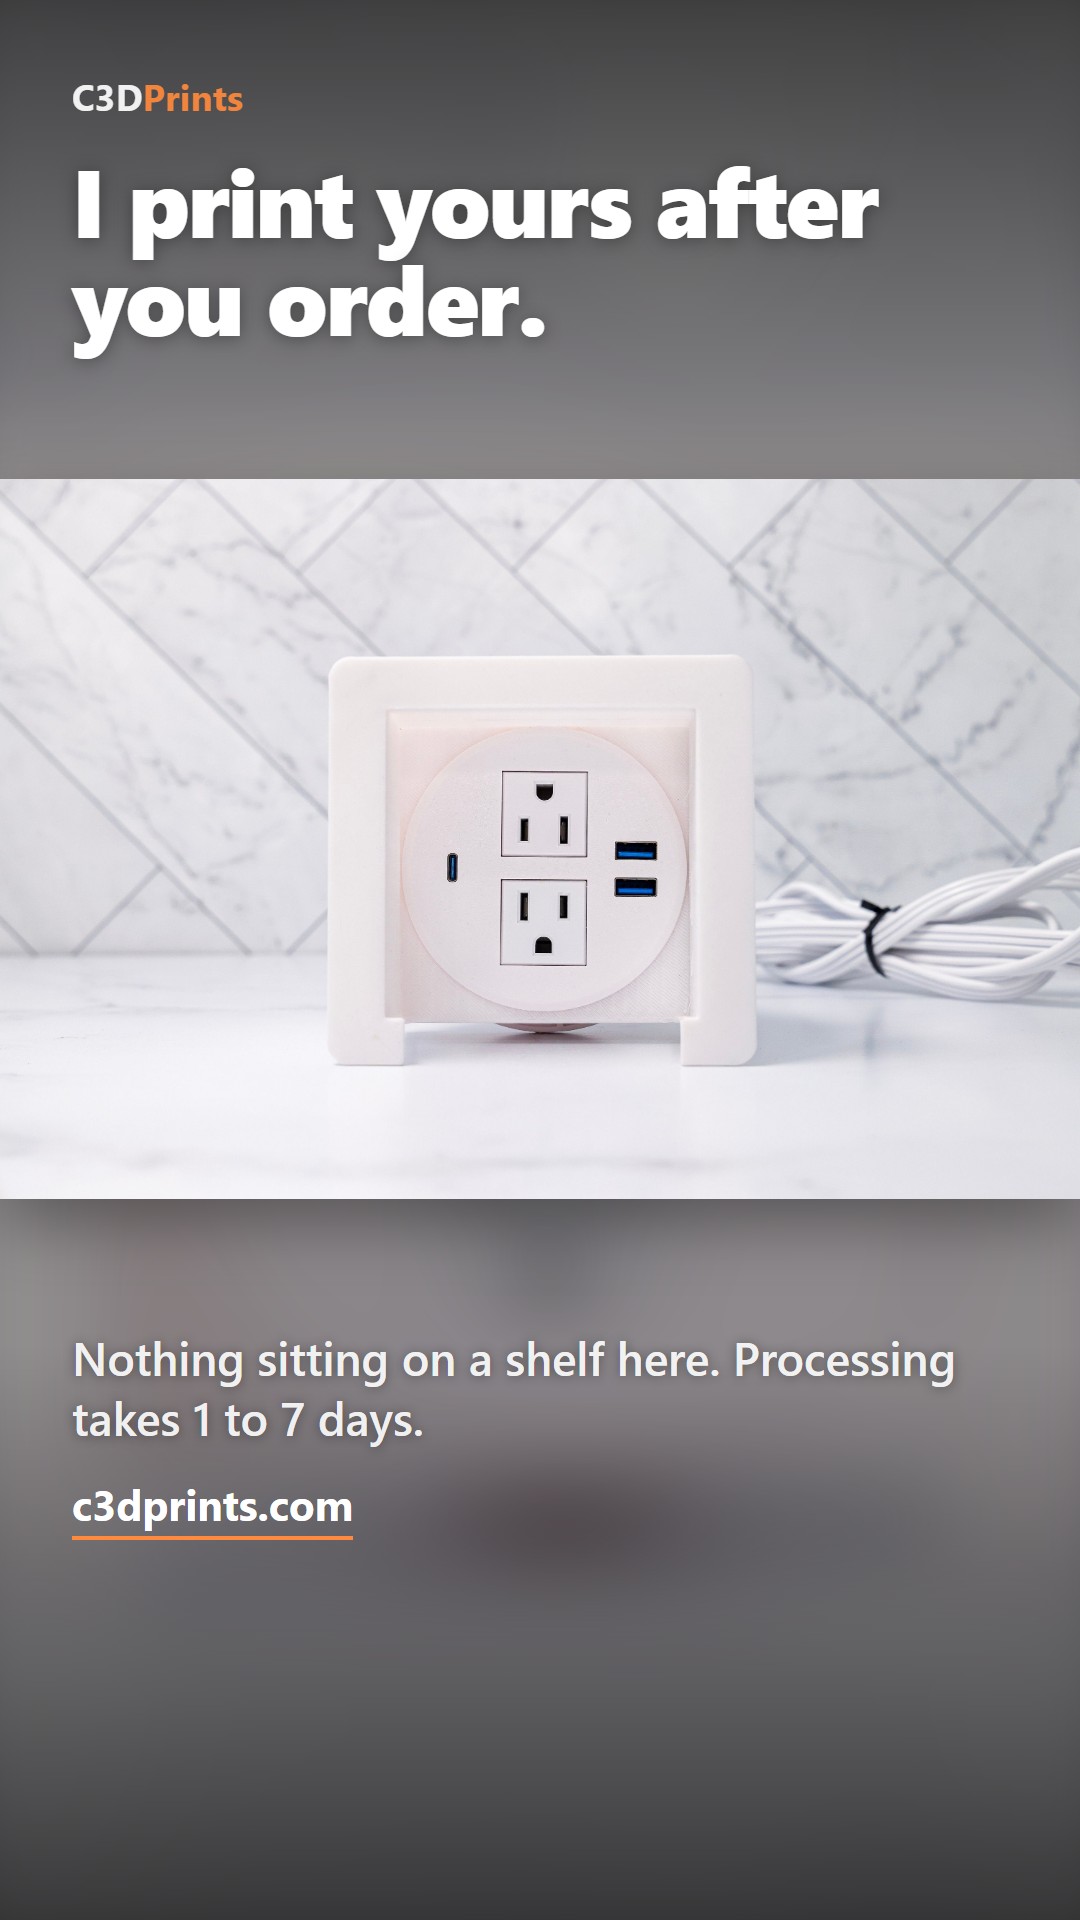 C3DPrints
I print yours after
you order.
Nothing sitting on a shelf here. Processing
takes 1 to 7 days.
c3dprints.com